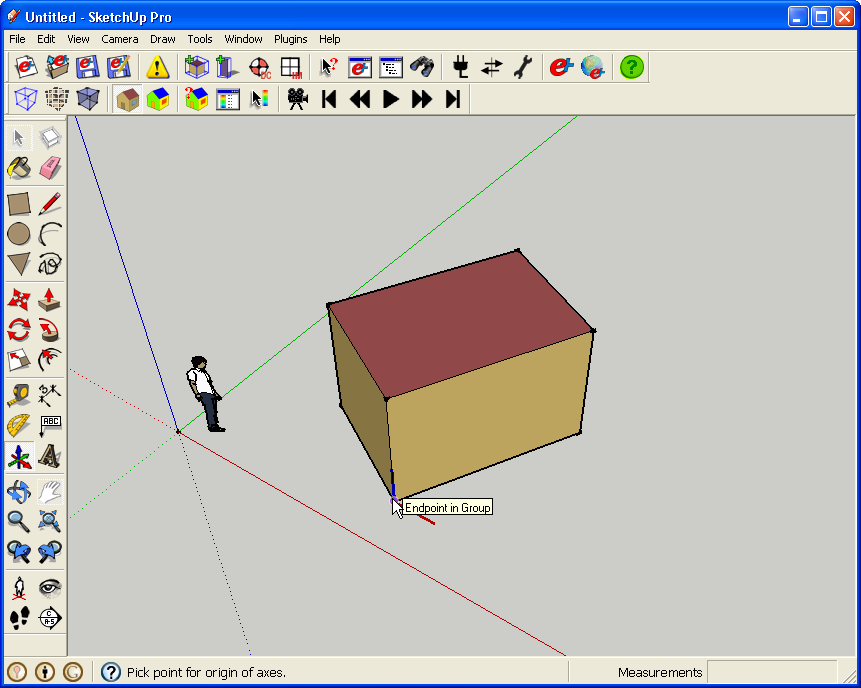 Untitled - SketchUp Pro
File Edit View Camera Draw Tools Window Plugins Help
ABC
Endpoint in Group
Pick point for origin of axes.
Measurements